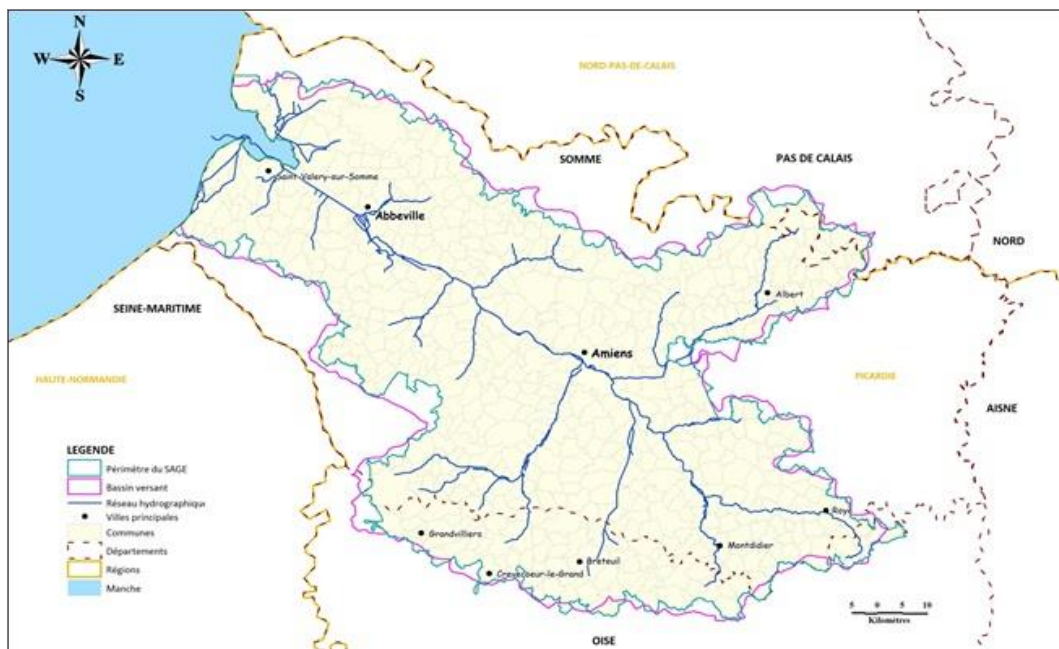 N
W E
S
NORD-PAS-DE-CALAIS
SOMME
PAS DE CALAIS
Saint-Valery-sur-Somme
Abbeville
NORD
Albert
SEINE-MARITIME
Amiens
HAUTE-NORMANDIE
PICARDIE
AISNE
LEGENDE
Périmètre du SAGE
Bassin versant
Réseau hydrographique
Villes principales
Communes
Départements
Régions
Manche
Roye
Grandvilliers
Montdidier
Breteuil
Crevecoeur-le-Grand
5 0 5 10
Kilomètres
OISE